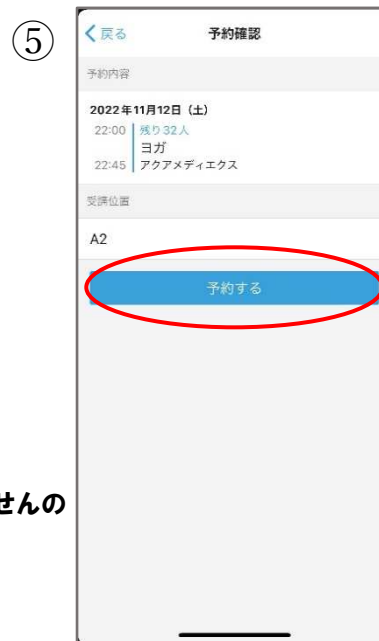 ⑤
戻る 予約確認
予約内容
2022年11月12日（土）
22:00 残り32人
ヨガ
22:45 アクアメディエクス
受講位置
A2
予約する
せんの